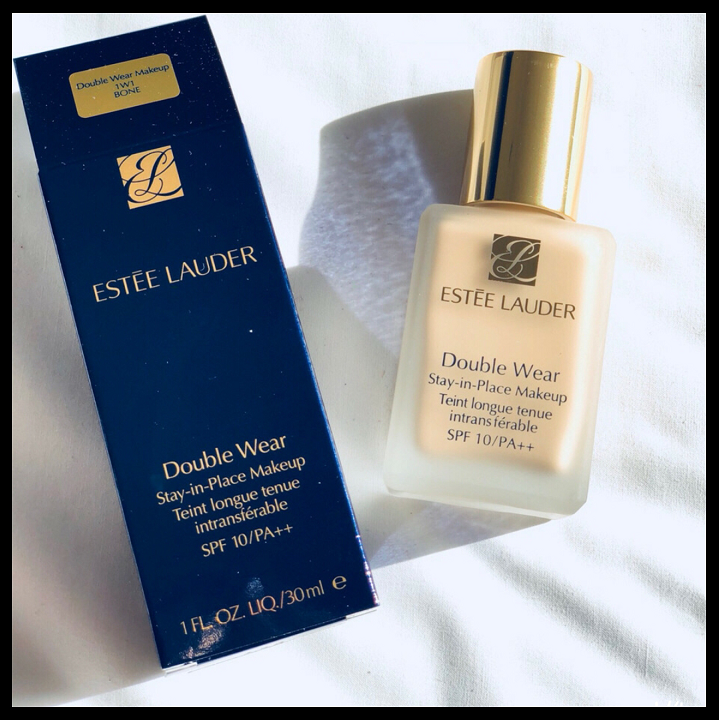 Double Wear Makeup
1W1
BONE
EL
ESTĒE LAUDER
Double Wear
Stay-in-Place Makeup
Teint longue tenue
intransférable
SPF 10/PA++
1 FL. OZ. LIQ./30ml e
EL
ESTĒE LAUDER
Double Wear
Stay-in-Place Makeup
Teint longue tenue
intransférable
SPF 10/PA++